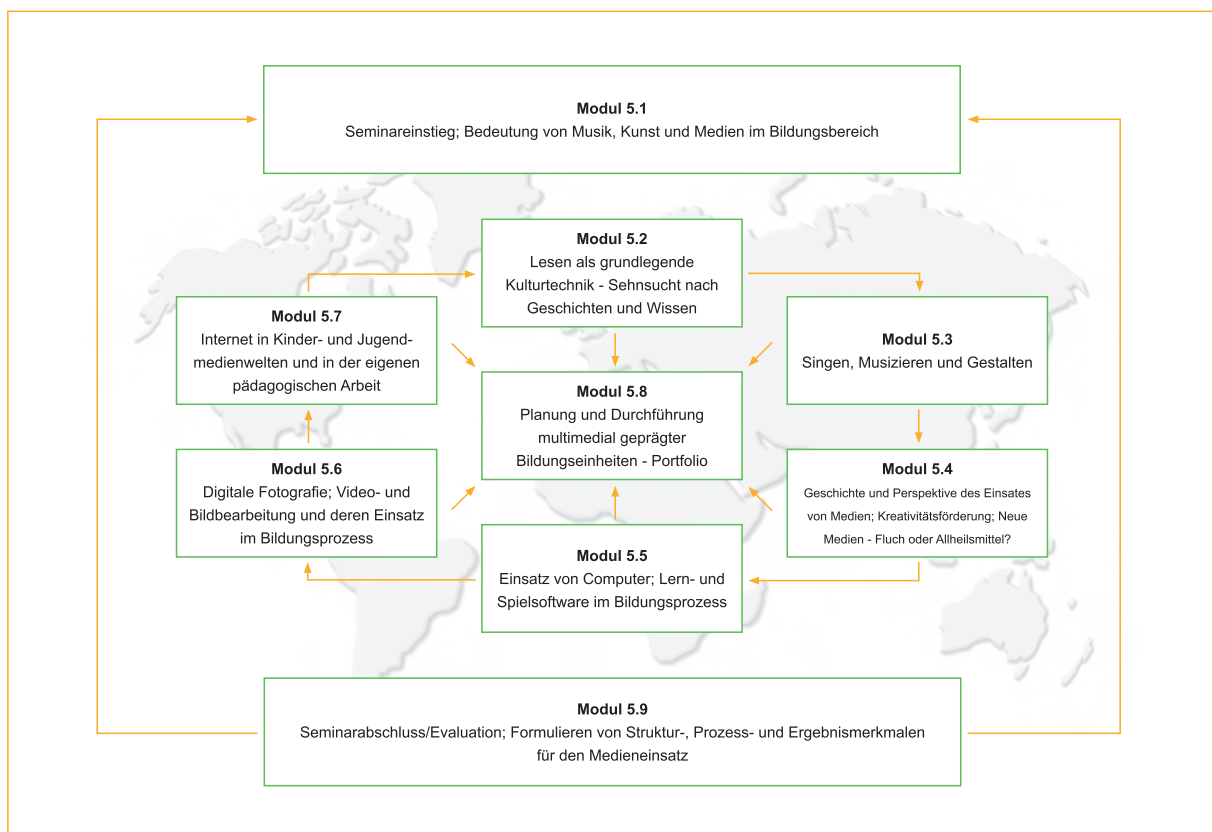 Modul 5.1
Seminareinstieg; Bedeutung von Musik, Kunst und Medien im Bildungsbereich
Modul 5.2
Lesen als grundlegende
Kulturtechnik - Sehnsucht nach
Geschichten und Wissen
Modul 5.7
Internet in Kinder- und Jugend-
medienwelten und in der eigenen
pädagogischen Arbeit
Modul 5.3
Singen, Musizieren und Gestalten
Modul 5.8
Planung und Durchführung
multimedial geprägter
Bildungseinheiten - Portfolio
Modul 5.6
Digitale Fotografie; Video- und
Bildbearbeitung und deren Einsatz
im Bildungsprozess
Modul 5.4
Geschichte und Perspektive des Einsates
von Medien; Kreativitätsförderung; Neue
Medien - Fluch oder Allheilsmittel?
Modul 5.5
Einsatz von Computer; Lern- und
Spielsoftware im Bildungsprozess
Modul 5.9
Seminarabschluss/Evaluation; Formulieren von Struktur-, Prozess- und Ergebnismerkmalen
für den Medieneinsatz